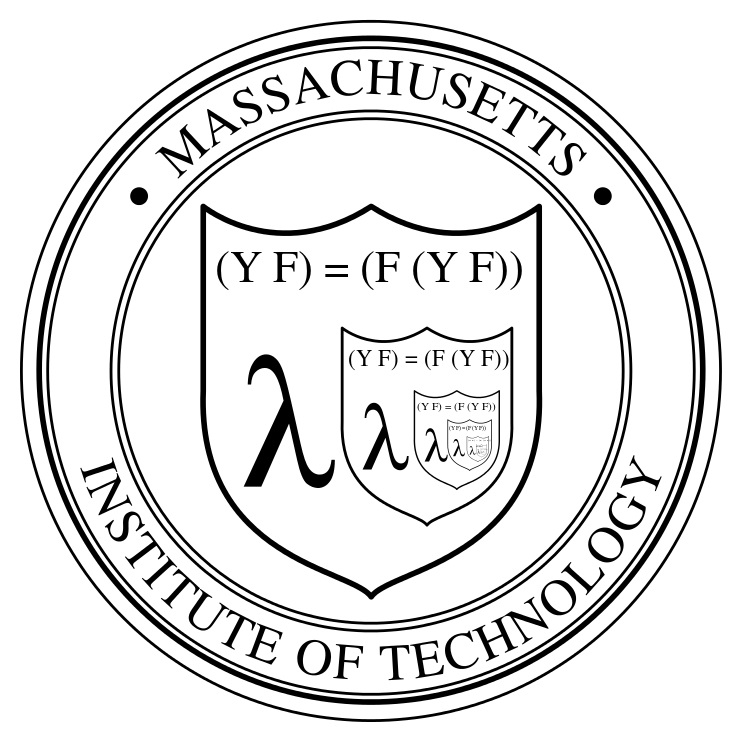 • MASSACHUSETTS •
(Y F) = (F (Y F))
λ
(Y F) = (F (Y F))
λ
(Y F) = (F (Y F))
λ
(Y F) = (F (Y F))
λ
λ
INSTITUTE OF TECHNOLOGY